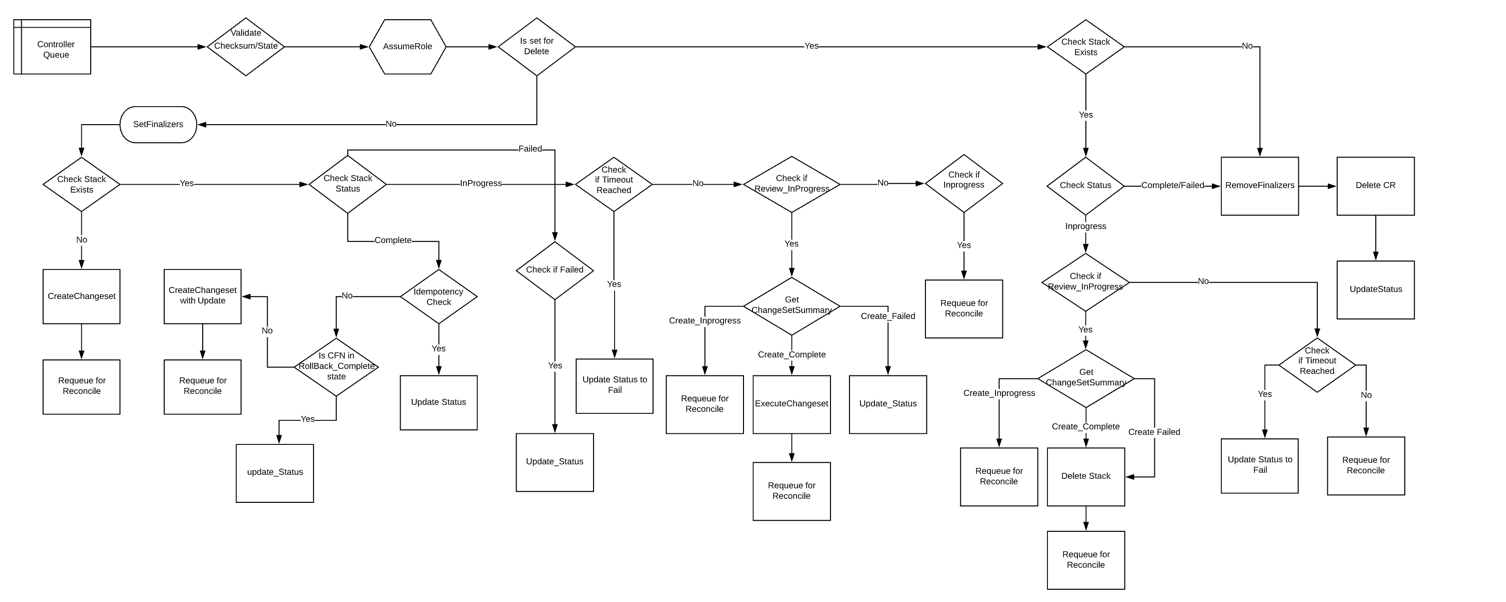 Controller
Queue
Validate
Checksum/State
AssumeRole
Is set for
Delete
Yes
Check Stack
Exists
No
SetFinalizers
No
Yes
Failed
Check Stack
Exists
Yes
Check Stack
Status
InProgress
Check
if Timeout
Reached
No
Check if
Review_InProgress
No
Check if
Inprogress
Check Status
Complete/Failed
RemoveFinalizers
Delete CR
Inprogress
No
Complete
Yes
Yes
CreateChangeset
CreateChangeset
with Update
No
Idempotency
Check
Check if Failed
Yes
Get
ChangeSetSummary
Requeue for
Reconcile
Check if
Review_InProgress
No
UpdateStatus
No
Yes
Create_Inprogress
Create_Failed
Create_Complete
Yes
Is CFN in
RollBack_Complete
state
Yes
Requeue for
Reconcile
Requeue for
Reconcile
Update Status
Update Status to
Fail
Requeue for
Reconcile
ExecuteChangeset
Update_Status
Get
ChangeSetSummary
Check
if Timeout
Reached
Create_Inprogress
Yes
No
Yes
Create_Complete
Create Failed
update_Status
Update_Status
Requeue for
Reconcile
Requeue for
Reconcile
Delete Stack
Update Status to
Fail
Requeue for
Reconcile
Requeue for
Reconcile